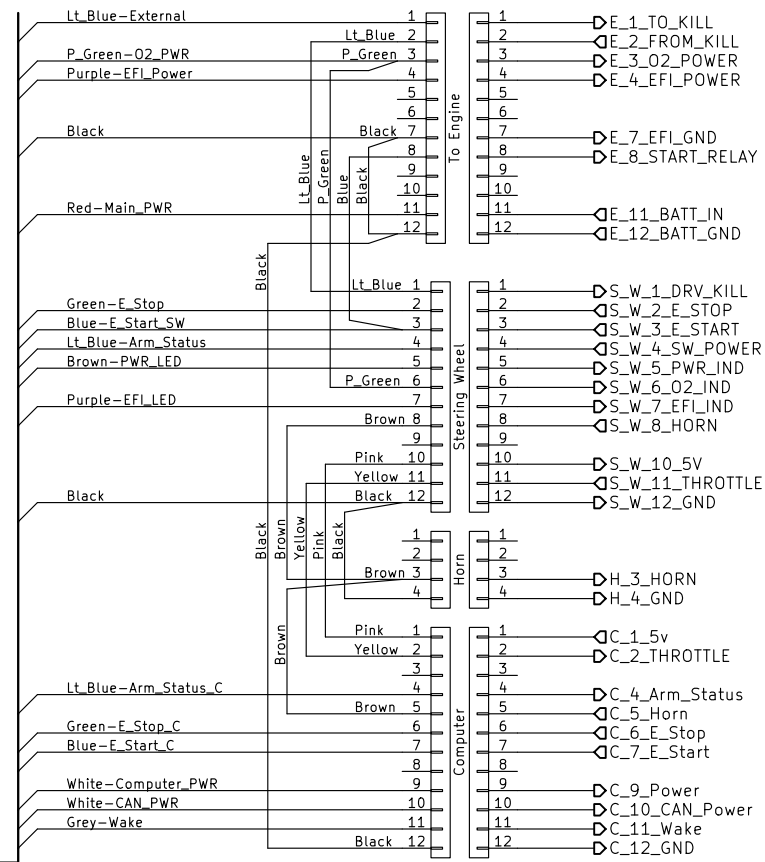 Lt_Blue-External 1 1 E_1_TO_KILL
Lt_Blue 2 2 E_2_FROM_KILL
P_Green-O2_PWR P_Green 3 3 E_3_O2_POWER
Purple-EFI_Power 4 4 E_4_EFI_POWER
5 5
6 6
Black Black 7 7 E_7_EFI_GND
8 8 E_8_START_RELAY
9 9
10 10
Red-Main_PWR 11 11 E_11_BATT_IN
12 12 E_12_BATT_GND
To Engine
Lt_Blue
P_Green
Blue
Black
Black
Lt_Blue 1 1 S_W_1_DRV_KILL
Green-E_Stop 2 2 S_W_2_E_STOP
Blue-E_Start_SW 3 3 S_W_3_E_START
Lt_Blue-Arm_Status 4 4 S_W_4_SW_POWER
Brown-PWR_LED 5 5 S_W_5_PWR_IND
P_Green 6 6 S_W_6_O2_IND
Purple-EFI_LED 7 7 S_W_7_EFI_IND
Brown 8 8 S_W_8_HORN
9 9
Pink 10 10 S_W_10_5V
Yellow 11 11 S_W_11_THROTTLE
Black Black 12 12 S_W_12_GND
Steering Wheel
Black
Brown
Yellow
Pink
Black
1 1
2 2
Brown 3 3 H_3_HORN
4 4 H_4_GND
Horn
Brown
Pink 1 1 C_1_5v
Yellow 2 2 C_2_THROTTLE
3 3
Lt_Blue-Arm_Status_C 4 4 C_4_Arm_Status
Brown 5 5 C_5_Horn
Green-E_Stop_C 6 6 C_6_E_Stop
Blue-E_Start_C 7 7 C_7_E_Start
8 8
White-Computer_PWR 9 9 C_9_Power
White-CAN_PWR 10 10 C_10_CAN_Power
Grey-Wake 11 11 C_11_Wake
Black 12 12 C_12_GND
Computer